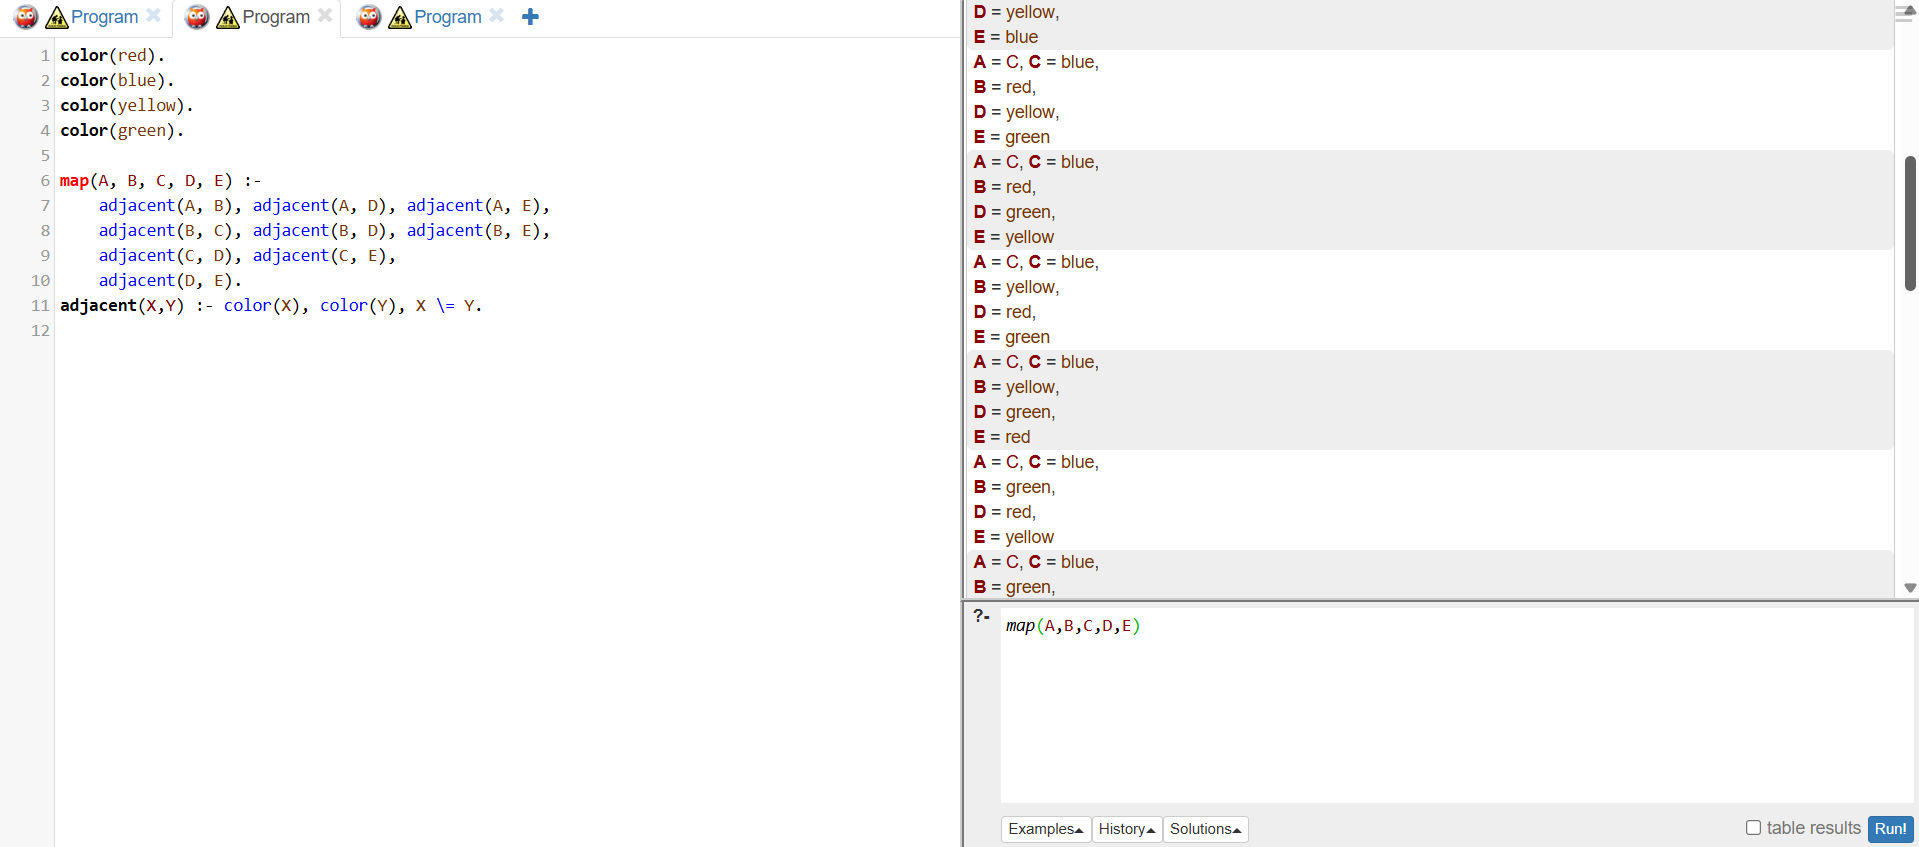 Program Program Program
1 color(red).
2 color(blue).
3 color(yellow).
4 color(green).
5
6 map(A, B, C, D, E) :-
7 adjacent(A, B), adjacent(A, D), adjacent(A, E),
8 adjacent(B, C), adjacent(B, D), adjacent(B, E),
9 adjacent(C, D), adjacent(C, E),
10 adjacent(D, E).
11 adjacent(X,Y) :- color(X), color(Y), X \= Y.
12
D = yellow,
E = blue
A = C, C = blue,
B = red,
D = yellow,
E = green
A = C, C = blue,
B = red,
D = green,
E = yellow
A = C, C = blue,
B = yellow,
D = red,
E = green
A = C, C = blue,
B = yellow,
D = green,
E = red
A = C, C = blue,
B = green,
D = red,
E = yellow
A = C, C = blue,
B = green,
?- map(A,B,C,D,E)
Examples History Solutions table results Run!